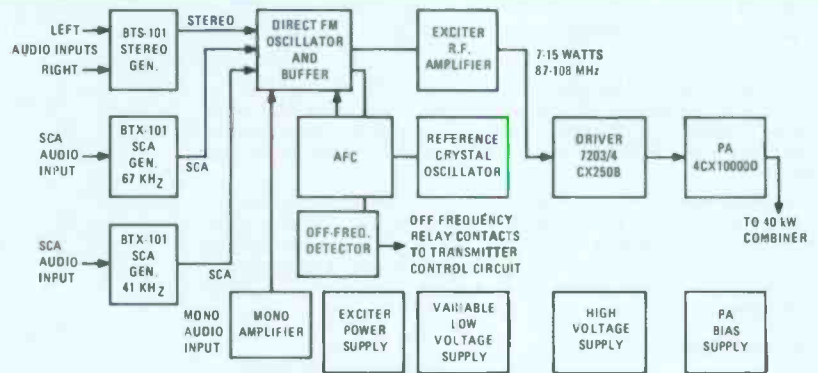 LEFT
AUDIO INPUTS
RIGHT
BTS-101
STEREO
GEN.
STEREO
DIRECT FM
OSCILLATOR
AND
BUFFER
EXCITER
R.F.
AMPLIFIER
7-15 WATTS
87-108 MHz
SCA
AUDIO
INPUT
BTX-101
SCA
GEN.
67 KHz
SCA
AFC
REFERENCE
CRYSTAL
OSCILLATOR
DRIVER
7203/4
CX250B
PA
4CX10000D
TO 40 kW
COMBINER
OFF-FREQ.
DETECTOR
OFF FREQUENCY
RELAY CONTACTS
TO TRANSMITTER
CONTROL CIRCUIT
SCA
AUDIO
INPUT
BTX-101
SCA
GEN.
41 KHz
SCA
MONO
AUDIO
INPUT
MONO
AMPLIFIER
EXCITER
POWER
SUPPLY
VARIABLE
LOW
VOLTAGE
SUPPLY
HIGH
VOLTAGE
SUPPLY
PA
BIAS
SUPPLY